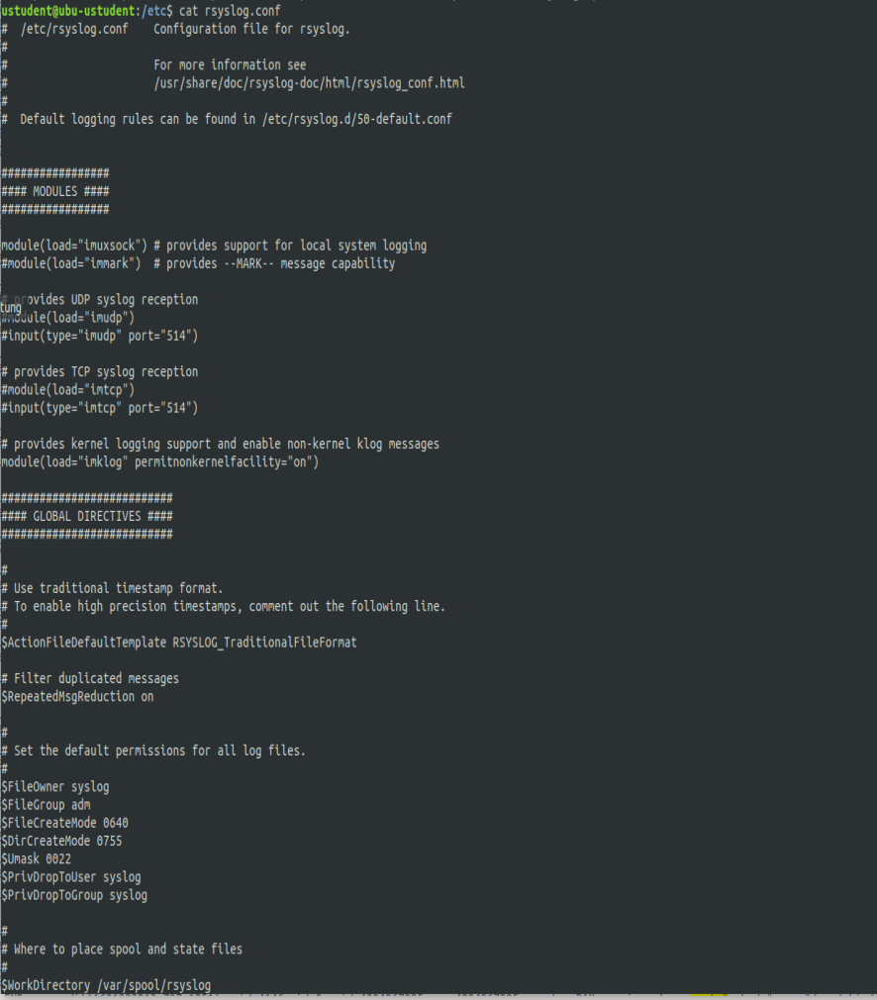 ustudent@ubu-ustudent:/etc$ cat rsyslog.conf
#  /etc/rsyslog.conf    Configuration file for rsyslog.
#
#                       For more information see
#                       /usr/share/doc/rsyslog-doc/html/rsyslog_conf.html
#
#  Default logging rules can be found in /etc/rsyslog.d/50-default.conf


#################
#### MODULES ####
#################

module(load="imuxsock") # provides support for local system logging
#module(load="immark")  # provides --MARK-- message capability

# provides UDP syslog reception
tung
#module(load="imudp")
#input(type="imudp" port="514")

# provides TCP syslog reception
#module(load="imtcp")
#input(type="imtcp" port="514")

# provides kernel logging support and enable non-kernel klog messages
module(load="imklog" permitnonkernelfacility="on")

###########################
#### GLOBAL DIRECTIVES ####
###########################

#
# Use traditional timestamp format.
# To enable high precision timestamps, comment out the following line.
#
$ActionFileDefaultTemplate RSYSLOG_TraditionalFileFormat

# Filter duplicated messages
$RepeatedMsgReduction on

#
# Set the default permissions for all log files.
#
$FileOwner syslog
$FileGroup adm
$FileCreateMode 0640
$DirCreateMode 0755
$Umask 0022
$PrivDropToUser syslog
$PrivDropToGroup syslog

#
# Where to place spool and state files
#
$WorkDirectory /var/spool/rsyslog